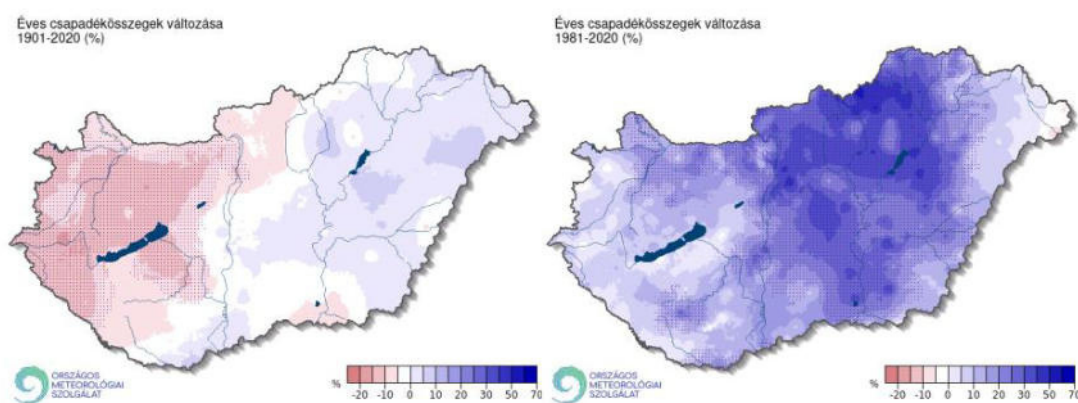 Éves csapadékösszegek változása
1901-2020 (%)
ORSZÁGOS
METEOROLÓGIAI
SZOLGÁLAT
% -20 -10 0 10 20 30 50 70
Éves csapadékösszegek változása
1981-2020 (%)
ORSZÁGOS
METEOROLÓGIAI
SZOLGÁLAT
% -20 -10 0 10 20 30 50 70